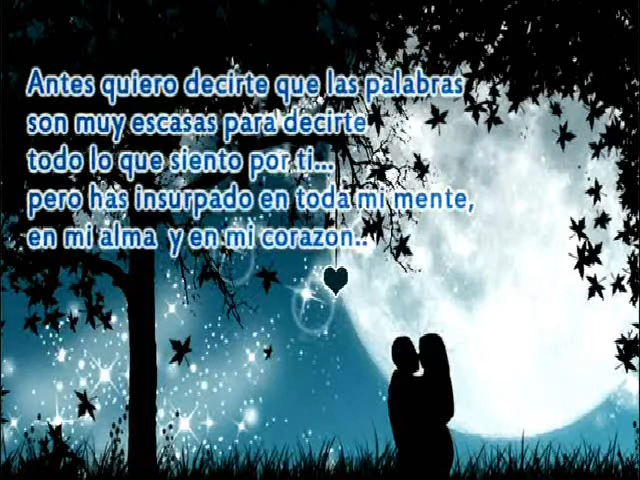 Antes quiero decirte que las palabras
son muy escasas para decirte
todo lo que siento por ti...
pero has insurpado en toda mi mente,
en mi alma y en mi corazon..